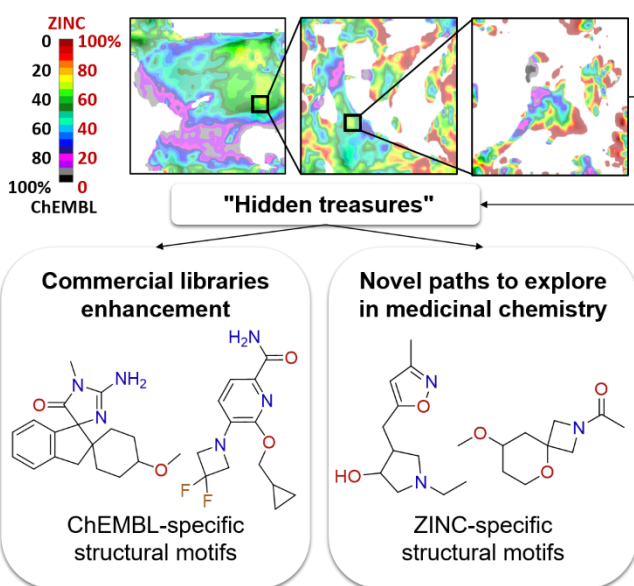 ZINC
0 100%
20 80
40 60
60 40
80 20
100% 0
ChEMBL
"Hidden treasures"
Commercial libraries
enhancement
Novel paths to explore
in medicinal chemistry
N
NH2
O
N
O
H2N
O
N
N
O
F
F
N
O
HO
N
O
N
O
O
ChEMBL-specific
structural motifs
ZINC-specific
structural motifs